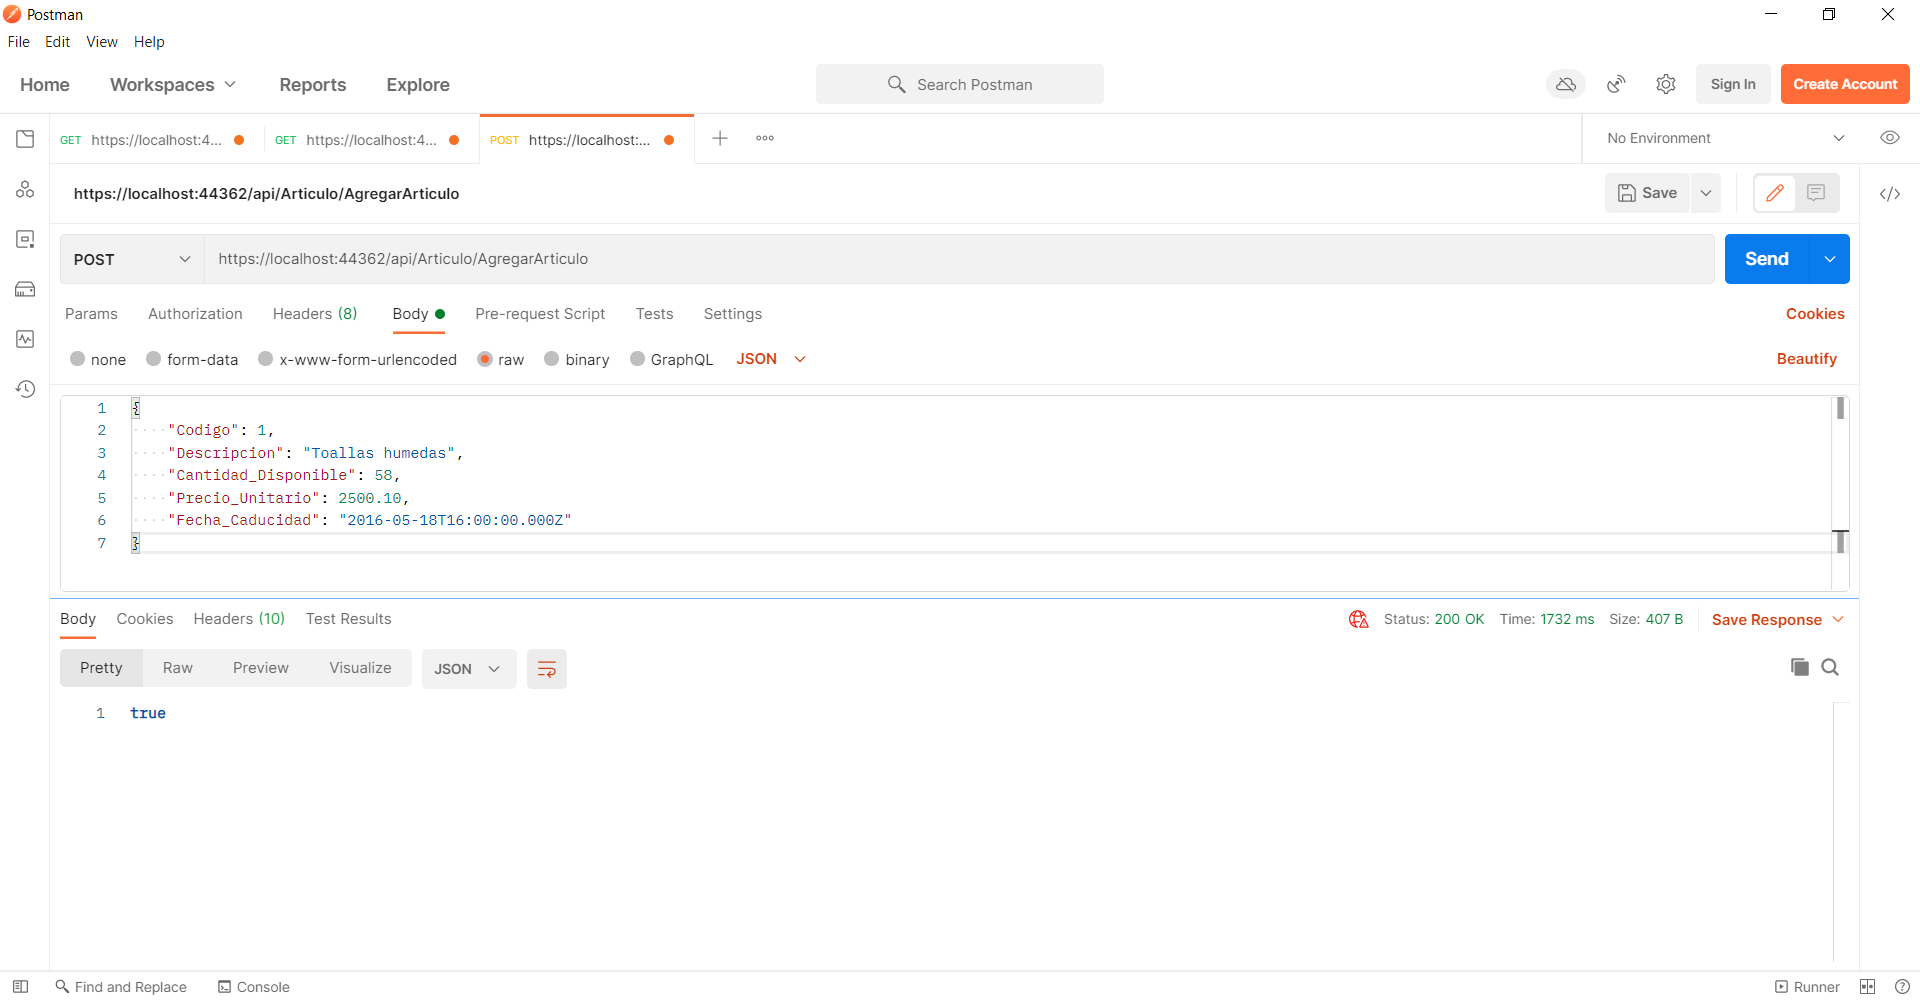 Postman
File Edit View Help
Home Workspaces Reports Explore Search Postman Sign In Create Account
GET https://localhost:4... GET https://localhost:4... POST https://localhost:... No Environment
https://localhost:44362/api/Articulo/AgregarArticulo Save
POST https://localhost:44362/api/Articulo/AgregarArticulo Send
Params Authorization Headers (8) Body Pre-request Script Tests Settings Cookies
none form-data x-www-form-urlencoded raw binary GraphQL JSON Beautify
1 {
2 "Codigo": 1,
3 "Descripcion": "Toallas humedas",
4 "Cantidad_Disponible": 58,
5 "Precio_Unitario": 2500.10,
6 "Fecha_Caducidad": "2016-05-18T16:00:00.000Z"
7 }
Body Cookies Headers (10) Test Results Status: 200 OK Time: 1732 ms Size: 407 B Save Response
Pretty Raw Preview Visualize JSON
1 true
Find and Replace Console Runner